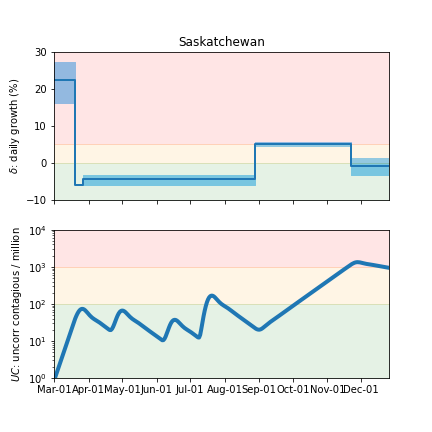 Saskatchewan
30
20
10
0
−10
δ: daily growth (%)
10⁴
10³
10²
10¹
10⁰
UC: uncorr contagious / million
Mar-01 Apr-01 May-01 Jun-01 Jul-01 Aug-01 Sep-01 Oct-01 Nov-01 Dec-01